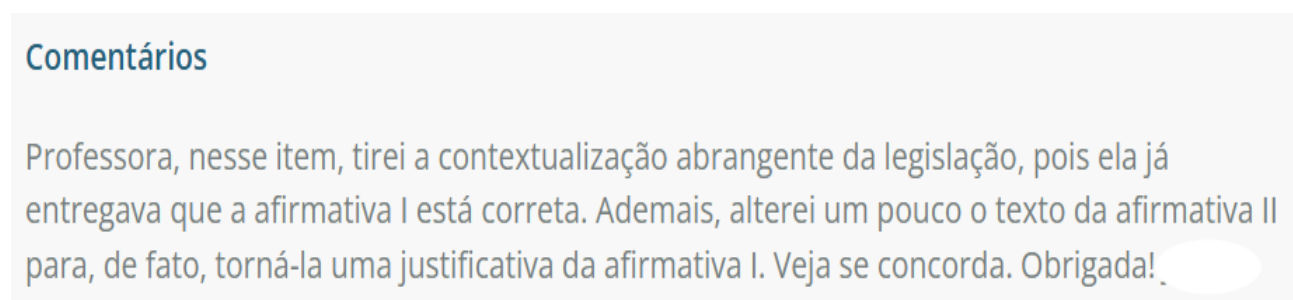 Comentários
Professora, nesse item, tirei a contextualização abrangente da legislação, pois ela já
entregava que a afirmativa I está correta. Ademais, alterei um pouco o texto da afirmativa II
para, de fato, torná-la uma justificativa da afirmativa I. Veja se concorda. Obrigada!